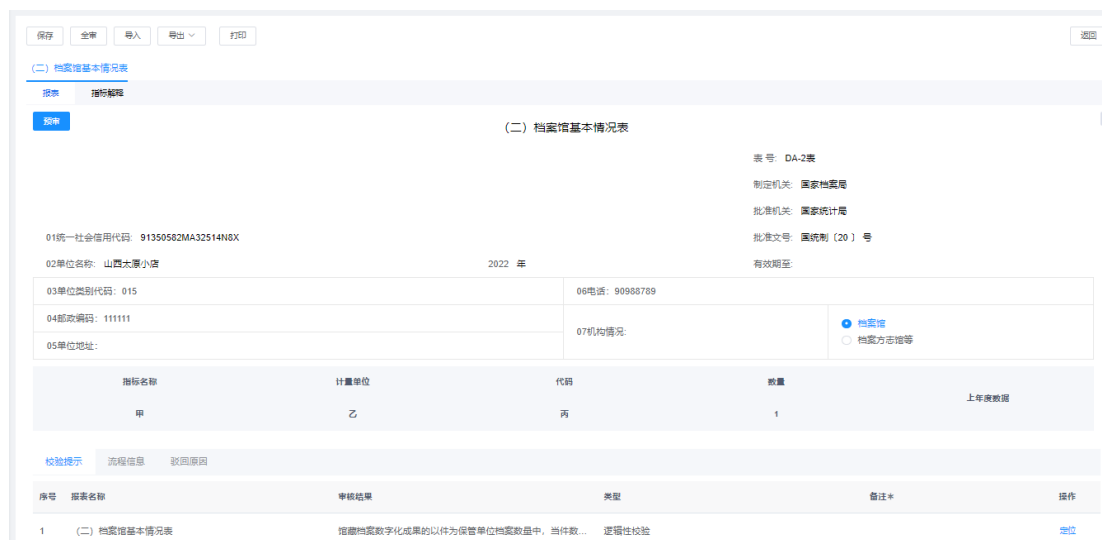 保存 全审 导入 导出 打印 返回
(二) 档案馆基本情况表
报表 指标解释
预审
（二）档案馆基本情况表
表 号: DA-2表
制定机关: 国家档案局
批准机关: 国家统计局
01统一社会信用代码: 91350582MA32514N8X 批准文号: 国统制〔20 〕 号
02单位名称: 山西太原小店 2022 年 有效期至:
03单位类别代码: 015 06电话: 90988789
04邮政编码: 111111
07机构情况: 档案馆
档案方志馆等
05单位地址:
指标名称 计量单位 代码 数量 上年度数据
甲 乙 丙 1
校验提示 流程信息 驳回原因
序号 报表名称 审核结果 类型 备注* 操作
1 （二）档案馆基本情况表 馆藏档案数字化成果的以件为保管单位档案数量中，当件数... 逻辑性校验 定位